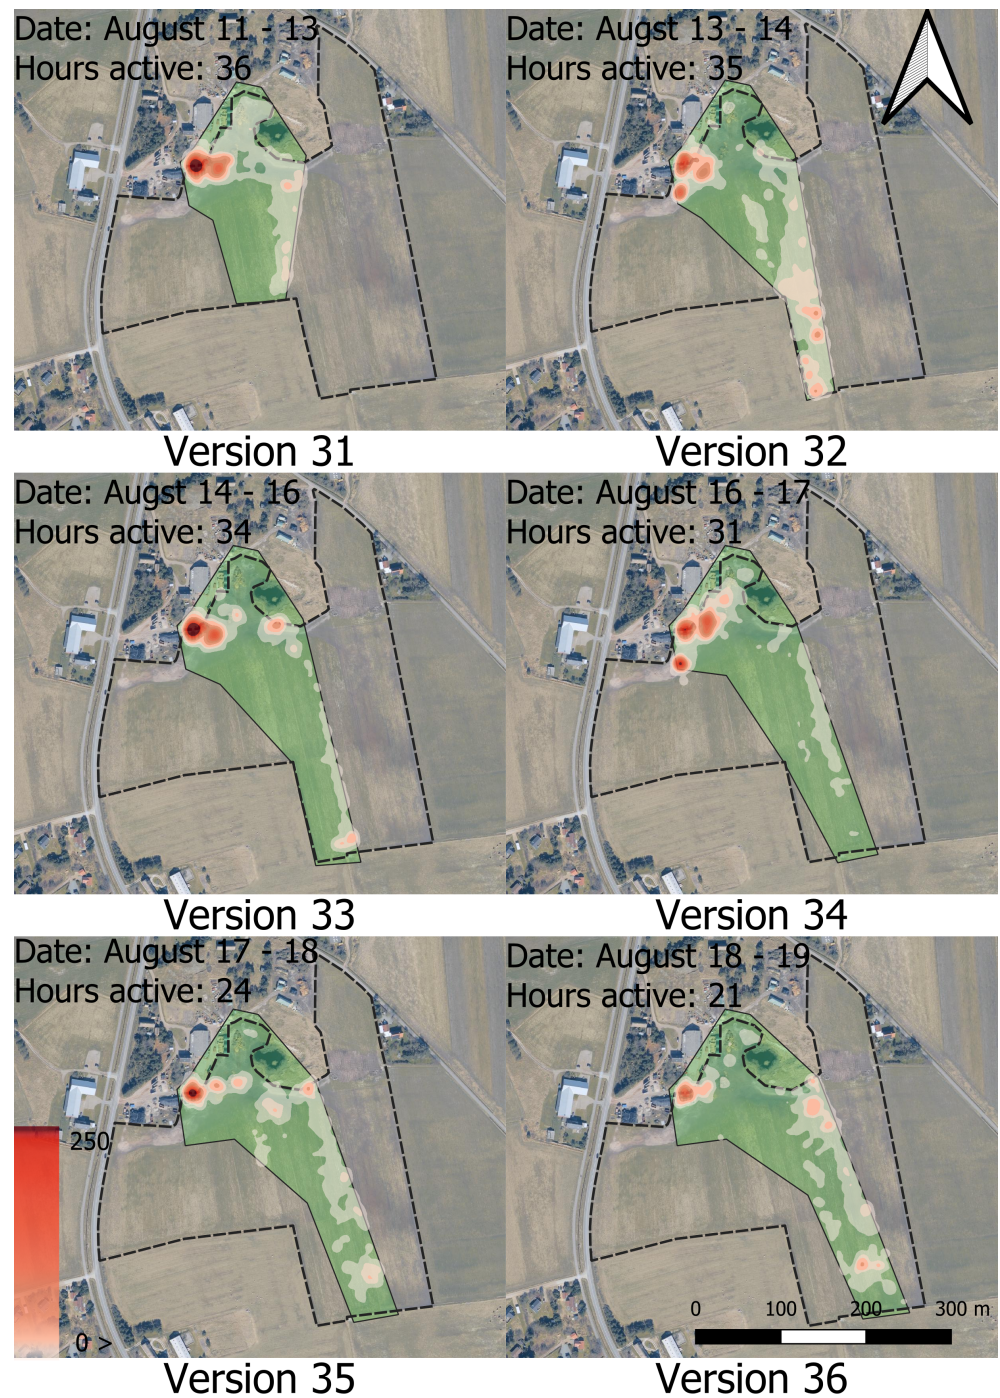 Date: August 11 - 13
Hours active: 36
Date: August 13 - 14
Hours active: 35
Version 31
Version 32
Date: Augst 14 - 16
Hours active: 34
Date: August 16 - 17
Hours active: 31
Version 33
Version 34
Date: August 17 - 18
Hours active: 24
Date: August 18 - 19
Hours active: 21
250
0 >
0 100 200 300 m
Version 35
Version 36